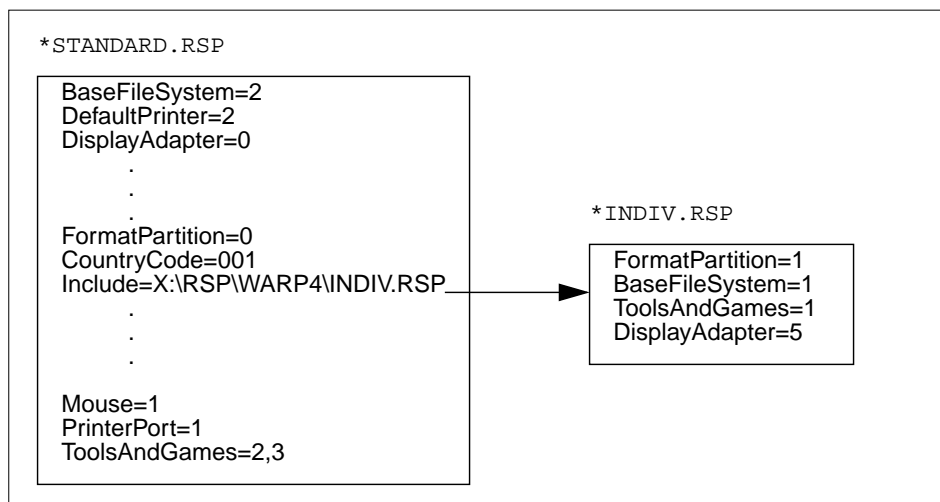 *STANDARD.RSP
BaseFileSystem=2
DefaultPrinter=2
DisplayAdapter=0
.
.
.
FormatPartition=0
CountryCode=001
Include=X:\RSP\WARP4\INDIV.RSP
.
.
.
Mouse=1
PrinterPort=1
ToolsAndGames=2,3
*INDIV.RSP
FormatPartition=1
BaseFileSystem=1
ToolsAndGames=1
DisplayAdapter=5